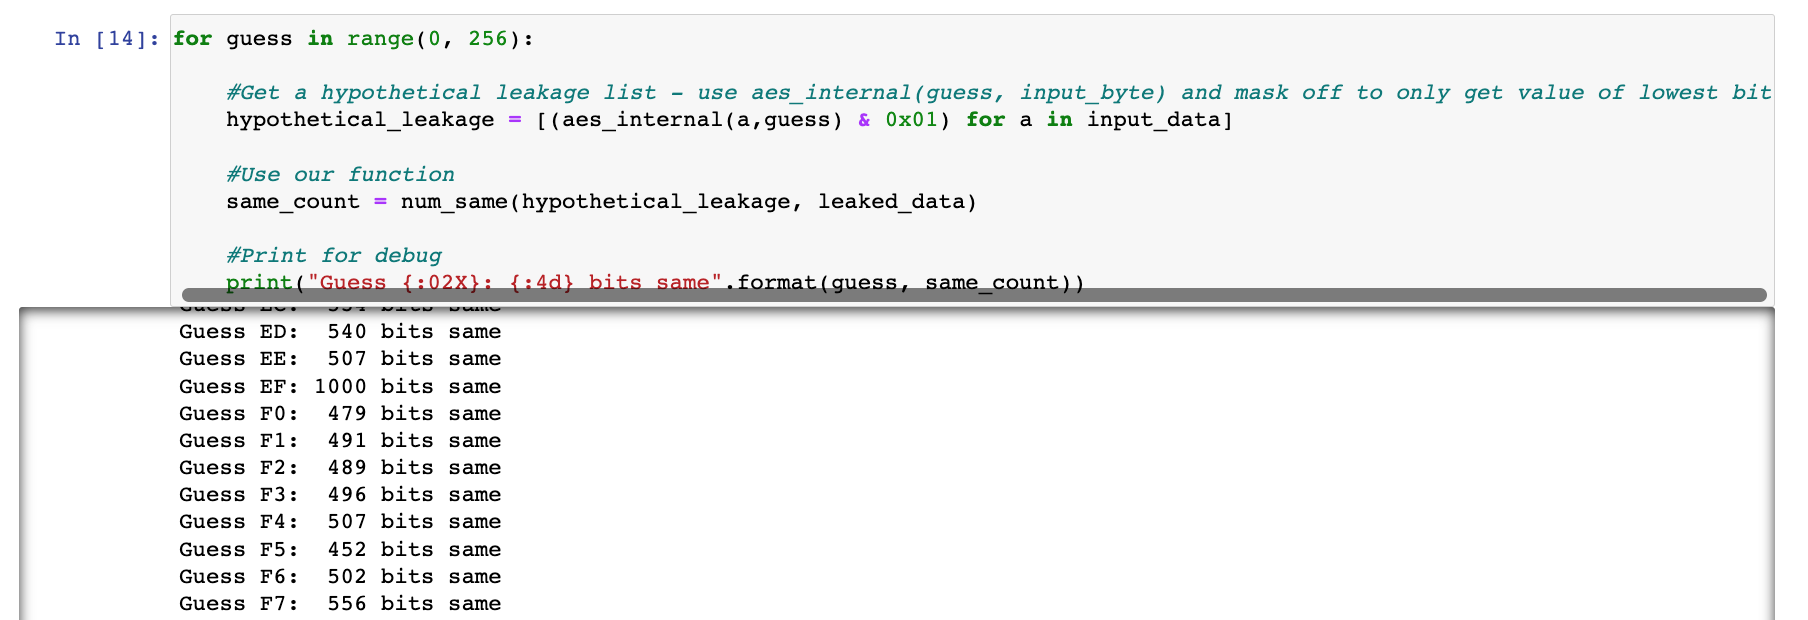 In [14]: for guess in range(0, 256):
#Get a hypothetical leakage list - use aes_internal(guess, input_byte) and mask off to only get value of lowest bit
hypothetical_leakage = [(aes_internal(a,guess) & 0x01) for a in input_data]
#Use our function
same_count = num_same(hypothetical_leakage, leaked_data)
#Print for debug
print("Guess {:02X}: {:4d} bits same".format(guess, same_count))
Guess ED:  540 bits same
Guess EE:  507 bits same
Guess EF: 1000 bits same
Guess F0:  479 bits same
Guess F1:  491 bits same
Guess F2:  489 bits same
Guess F3:  496 bits same
Guess F4:  507 bits same
Guess F5:  452 bits same
Guess F6:  502 bits same
Guess F7:  556 bits same